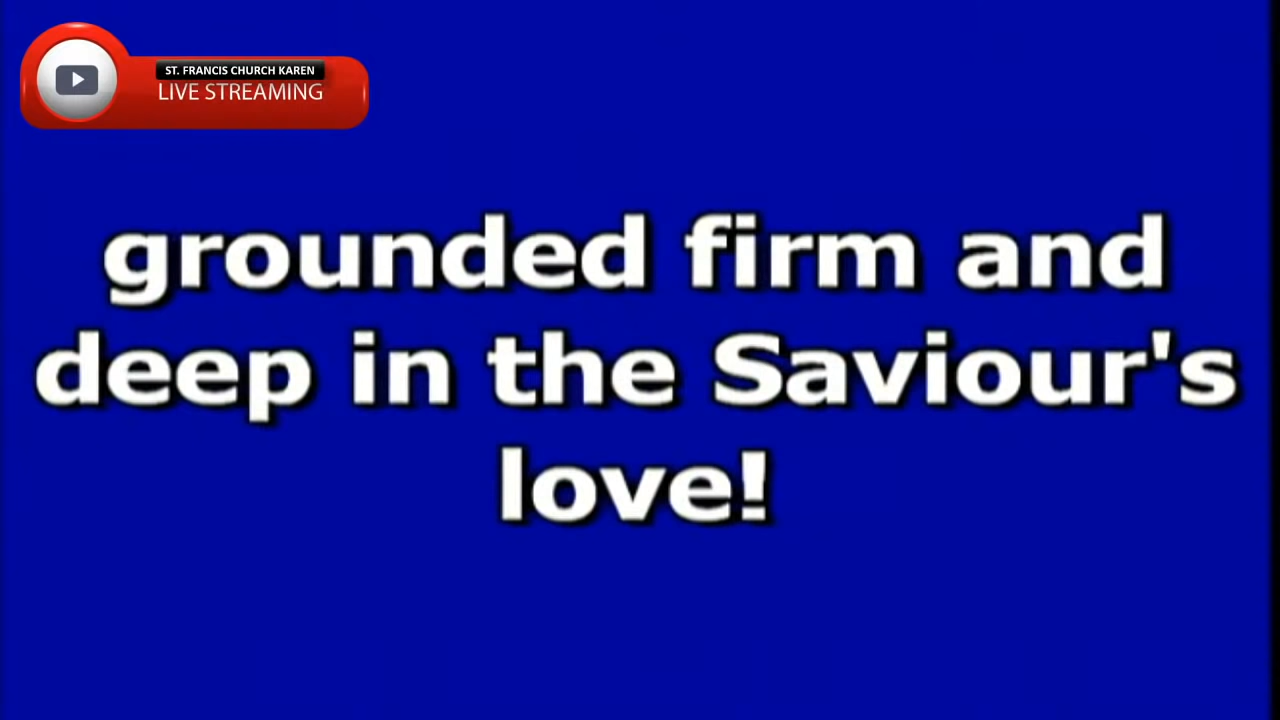 ST. FRANCIS CHURCH KAREN
LIVE STREAMING
grounded firm and
deep in the Saviour's
love!